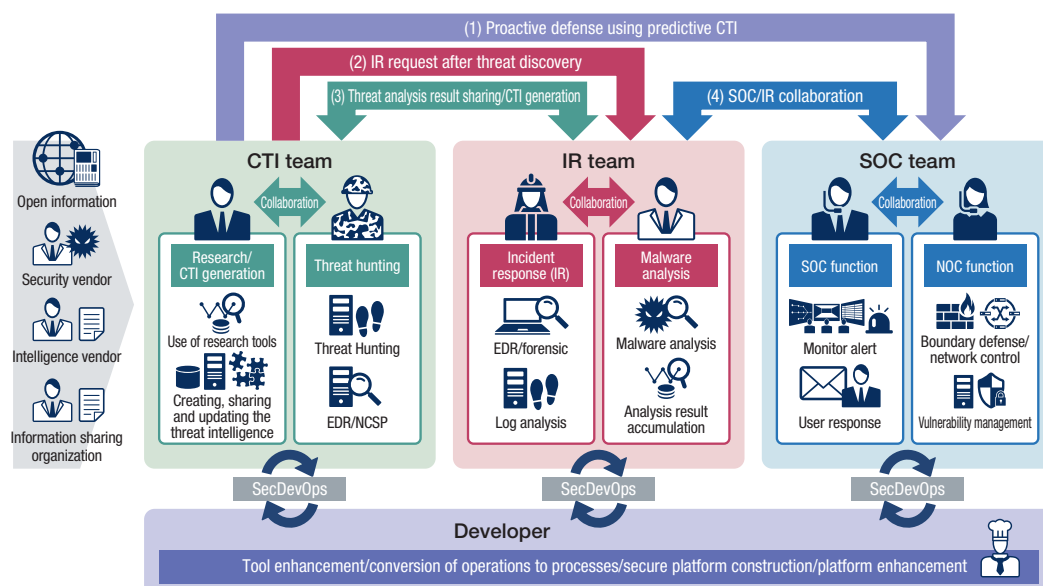 (1) Proactive defense using predictive CTI
(2) IR request after threat discovery
(3) Threat analysis result sharing/CTI generation
(4) SOC/IR collaboration
Open information
Security vendor
Intelligence vendor
Information sharing
organization
CTI team
Collaboration
Research/
CTI generation
Use of research tools
Creating, sharing
and updating the
threat intelligence
Threat hunting
Threat Hunting
EDR/NCSP
IR team
Collaboration
Incident
response (IR)
EDR/forensic
Log analysis
Malware
analysis
Malware analysis
Analysis result
accumulation
SOC team
Collaboration
SOC function
Monitor alert
User response
NOC function
Boundary defense/
network control
Vulnerability management
SecDevOps
SecDevOps
SecDevOps
Developer
Tool enhancement/conversion of operations to processes/secure platform construction/platform enhancement